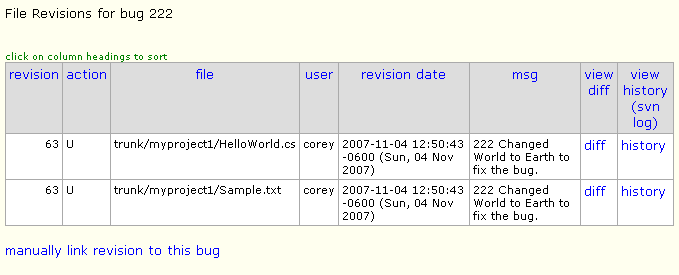 File Revisions for bug 222
click on column headings to sort
revision action file user revision date msg view diff view history (svn log)
63 U trunk/myproject1/HelloWorld.cs corey 2007-11-04 12:50:43 -0600 (Sun, 04 Nov 2007) 222 Changed World to Earth to fix the bug. diff history
63 U trunk/myproject1/Sample.txt corey 2007-11-04 12:50:43 -0600 (Sun, 04 Nov 2007) 222 Changed World to Earth to fix the bug. diff history
manually link revision to this bug